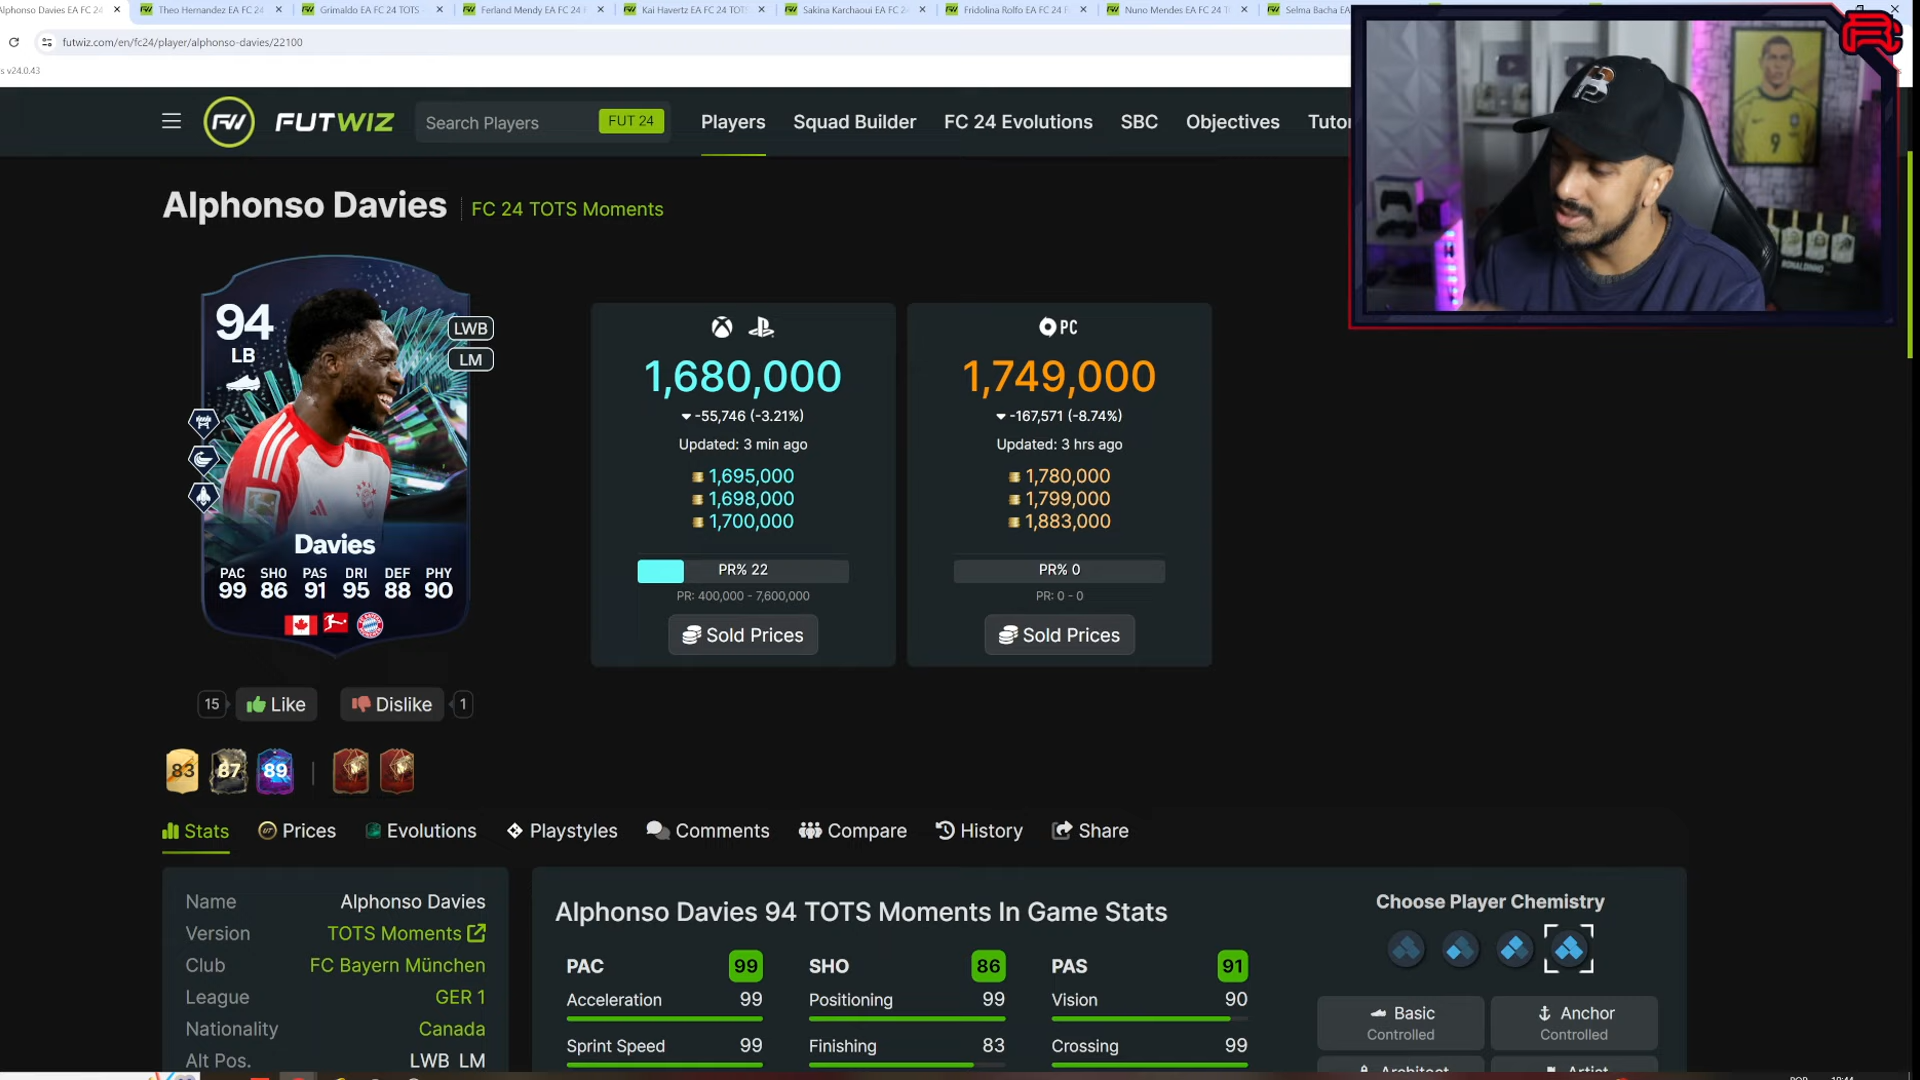 Alphonso Davies EA FC 24
Theo Hernandez EA FC 24
Grimaldo EA FC 24 TOTS
Ferland Mendy EA FC 24
Kai Havertz EA FC 24 TOTS
Sakina Karchaoui EA FC 24
Fridolina Rolfo EA FC 24
Nuno Mendes EA FC 24
Selma Bacha EA
futwiz.com/en/fc24/player/alphonso-davies/22100
s v24.0.43
FW FUTWIZ
Search Players
FUT 24
Players
Squad Builder
FC 24 Evolutions
SBC
Objectives
Tutor
Alphonso Davies
FC 24 TOTS Moments
94
LB
LWB
LM
Davies
PAC SHO PAS DRI DEF PHY
99 86 91 95 88 90
PC
1,680,000
-55,746 (-3.21%)
Updated: 3 min ago
1,695,000
1,698,000
1,700,000
PR% 22
PR: 400,000 - 7,600,000
Sold Prices
1,749,000
-167,571 (-8.74%)
Updated: 3 hrs ago
1,780,000
1,799,000
1,883,000
PR% 0
PR: 0 - 0
Sold Prices
9
RONALDINHO
15 Like
Dislike 1
83 87 89
Stats
Prices
Evolutions
Playstyles
Comments
Compare
History
Share
Name Alphonso Davies
Version TOTS Moments
Club FC Bayern München
League GER 1
Nationality Canada
Alt Pos. LWB LM
Alphonso Davies 94 TOTS Moments In Game Stats
PAC 99
Acceleration 99
Sprint Speed 99
SHO 86
Positioning 99
Finishing 83
PAS 91
Vision 90
Crossing 99
Choose Player Chemistry
Basic
Controlled
Anchor
Controlled
Architect
Artist